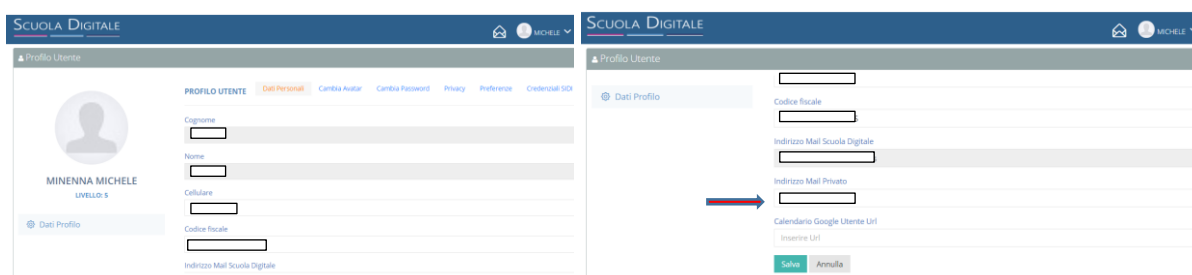 SCUOLA DIGITALE
MICHELE
Profilo Utente
PROFILO UTENTE Dati Personali Cambia Avatar Cambia Password Privacy Preferenze Credenziali SIDI
Cognome
Nome
MINENNA MICHELE
LIVELLO: 5
Cellulare
Dati Profilo
Codice fiscale
Indirizzo Mail Scuola Digitale
SCUOLA DIGITALE
MICHELE
Profilo Utente
Dati Profilo
Codice fiscale
Indirizzo Mail Scuola Digitale
Indirizzo Mail Privato
Calendario Google Utente Url
Inserire Url
Salva Annulla